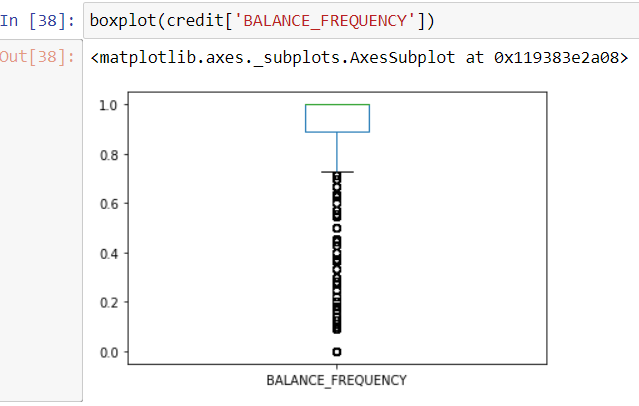 In [38]: boxplot(credit['BALANCE_FREQUENCY'])
Out[38]: <matplotlib.axes._subplots.AxesSubplot at 0x119383e2a08>
1.0
0.8
0.6
0.4
0.2
0.0
BALANCE_FREQUENCY